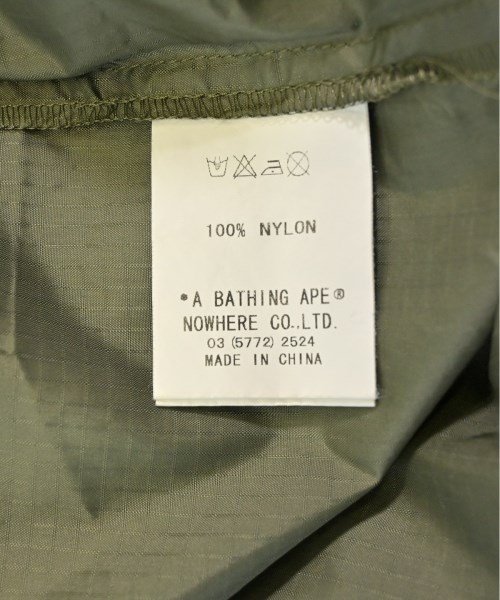 100% NYLON
*A BATHING APE®
NOWHERE CO.,LTD.
03 (5772) 2524
MADE IN CHINA